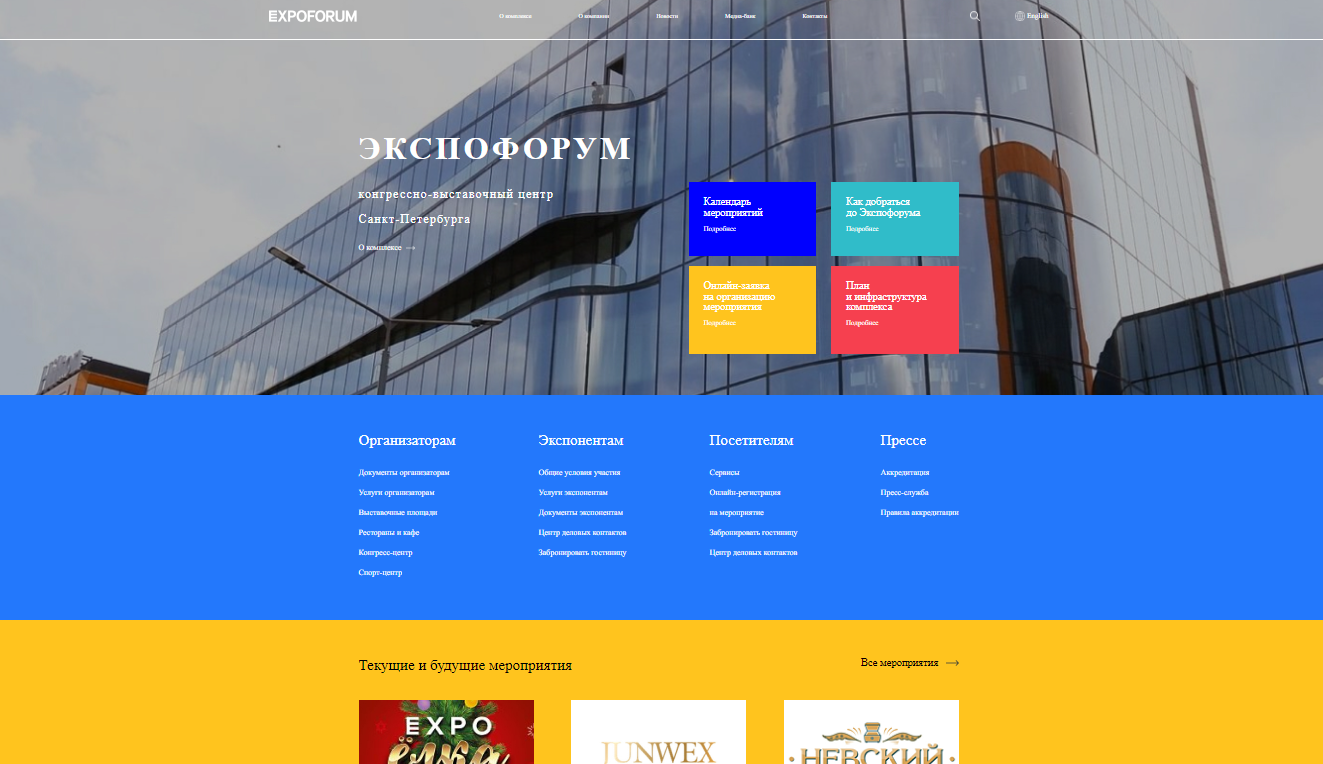 EXPOFORUM
О комплексе
О компании
Новости
Медиа-банк
Контакты
English
ЭКСПОФОРУМ
конгрессно-выставочный центр
Санкт-Петербурга
О комплексе
Календарь
мероприятий
Подробнее
Как добраться
до Экспофорума
Подробнее
Онлайн-заявка
на организацию
мероприятия
Подробнее
План
и инфраструктура
комплекса
Подробнее
Организаторам
Документы организаторам
Услуги организаторам
Выставочные площади
Рестораны и кафе
Конгресс-центр
Спорт-центр
Экспонентам
Общие условия участия
Услуги экспонентам
Документы экспонентам
Центр деловых контактов
Забронировать гостиницу
Посетителям
Сервисы
Онлайн-регистрация
на мероприятие
Забронировать гостиницу
Центр деловых контактов
Прессе
Аккредитация
Пресс-служба
Правила аккредитации
Текущие и будущие мероприятия
Все мероприятия
EXPO
ёлка
JUNWEX
НЕВСКИЙ